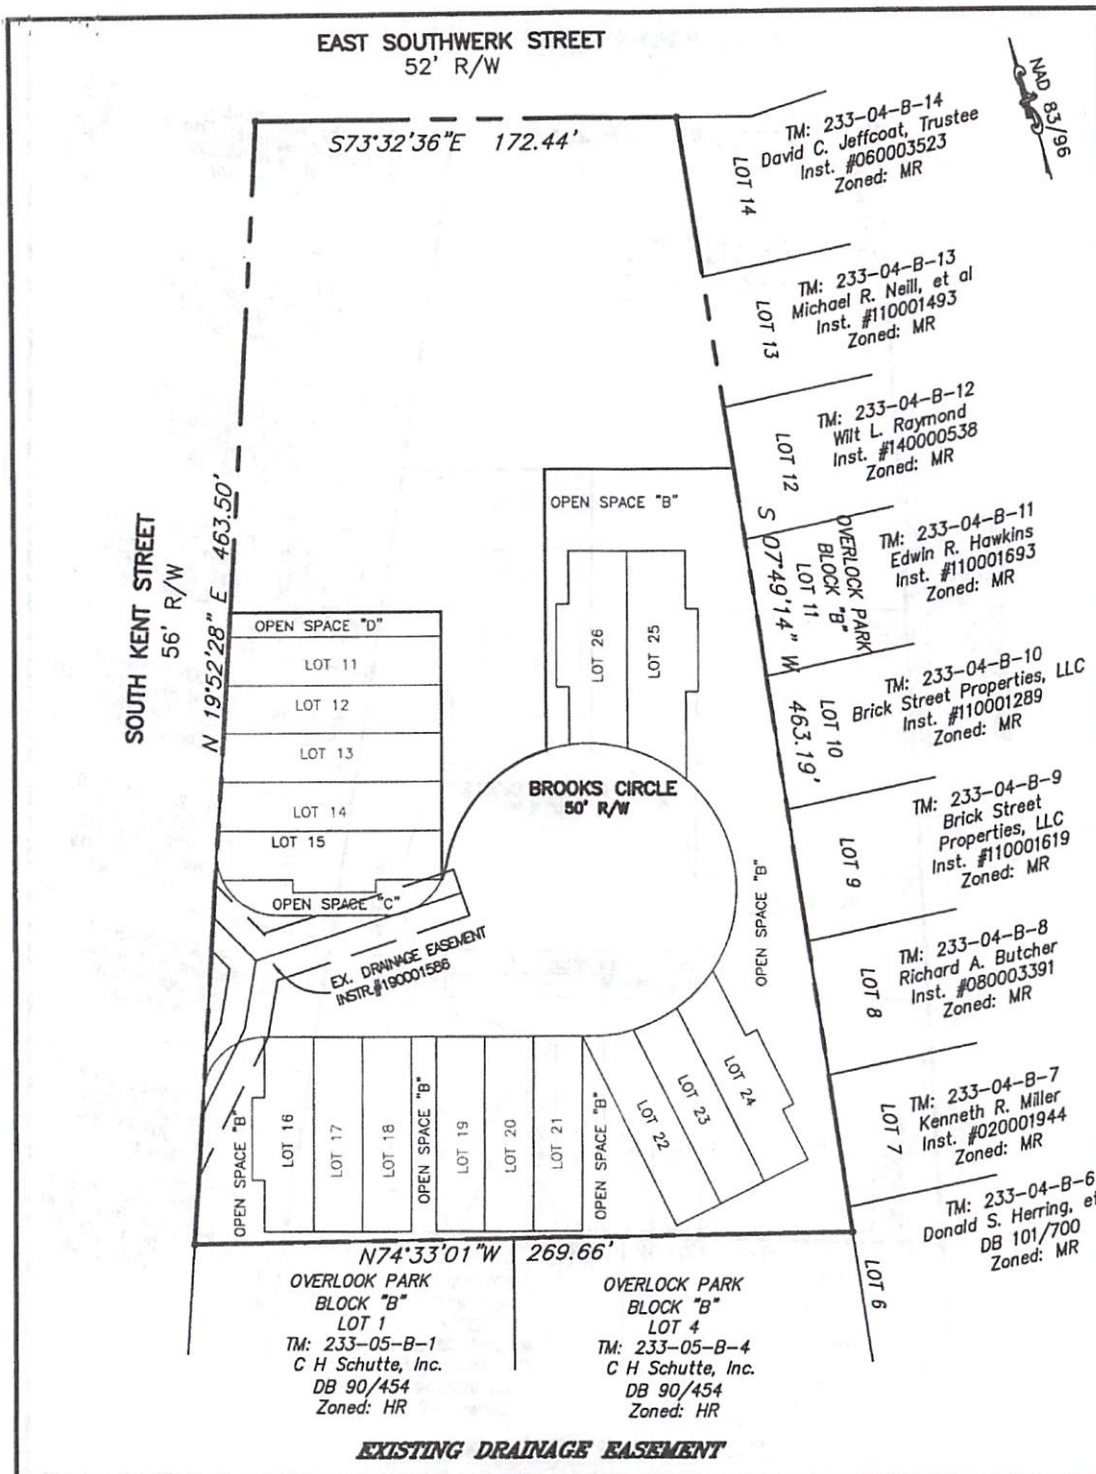 EAST SOUTHWERK STREET
52' R/W
NAD 83/96
S73°32'36"E 172.44'
TM: 233-04-B-14
David C. Jeffcoat, Trustee
Inst. #060003523
Zoned: MR
LOT 14
TM: 233-04-B-13
Michael R. Neill, et al
Inst. #110001493
Zoned: MR
LOT 13
TM: 233-04-B-12
Wilt L. Raymond
Inst. #140000538
Zoned: MR
LOT 12
SOUTH KENT STREET
56' R/W
N 19°52'28" E 463.50'
S 07°49'14" W 463.19'
OPEN SPACE "B"
OVERLOCK PARK
BLOCK "B"
LOT 11
TM: 233-04-B-11
Edwin R. Hawkins
Inst. #110001693
Zoned: MR
LOT 26
LOT 25
OPEN SPACE "D"
LOT 11
LOT 12
LOT 13
LOT 14
LOT 15
OPEN SPACE "C"
LOT 10
TM: 233-04-B-10
Brick Street Properties, LLC
Inst. #110001289
Zoned: MR
BROOKS CIRCLE
50' R/W
LOT 9
TM: 233-04-B-9
Brick Street
Properties, LLC
Inst. #110001619
Zoned: MR
OPEN SPACE "B"
EX. DRAINAGE EASEMENT
INSTR.#190001586
LOT 8
TM: 233-04-B-8
Richard A. Butcher
Inst. #080003391
Zoned: MR
LOT 7
TM: 233-04-B-7
Kenneth R. Miller
Inst. #020001944
Zoned: MR
OPEN SPACE "B"
LOT 16
LOT 17
LOT 18
OPEN SPACE "B"
LOT 19
LOT 20
LOT 21
OPEN SPACE "B"
LOT 22
LOT 23
LOT 24
TM: 233-04-B-6
Donald S. Herring, et
DB 101/700
Zoned: MR
LOT 6
N74°33'01"W 269.66'
OVERLOOK PARK
BLOCK "B"
LOT 1
TM: 233-05-B-1
C H Schutte, Inc.
DB 90/454
Zoned: HR
OVERLOCK PARK
BLOCK "B"
LOT 4
TM: 233-05-B-4
C H Schutte, Inc.
DB 90/454
Zoned: HR
EXISTING DRAINAGE EASEMENT